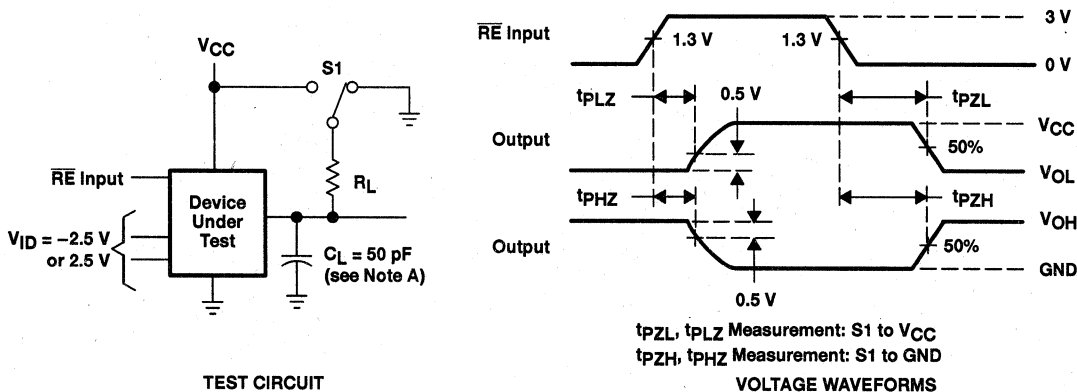 VCC
S1
RE Input
VID = –2.5 V
or 2.5 V
Device
Under
Test
RL
CL = 50 pF
(see Note A)
TEST CIRCUIT
RE Input
1.3 V
1.3 V
3 V
0 V
tPLZ
0.5 V
tPZL
Output
VCC
50%
VOL
tPHZ
tPZH
Output
VOH
50%
GND
0.5 V
tPZL, tPLZ Measurement: S1 to VCC
tPZH, tPHZ Measurement: S1 to GND
VOLTAGE WAVEFORMS